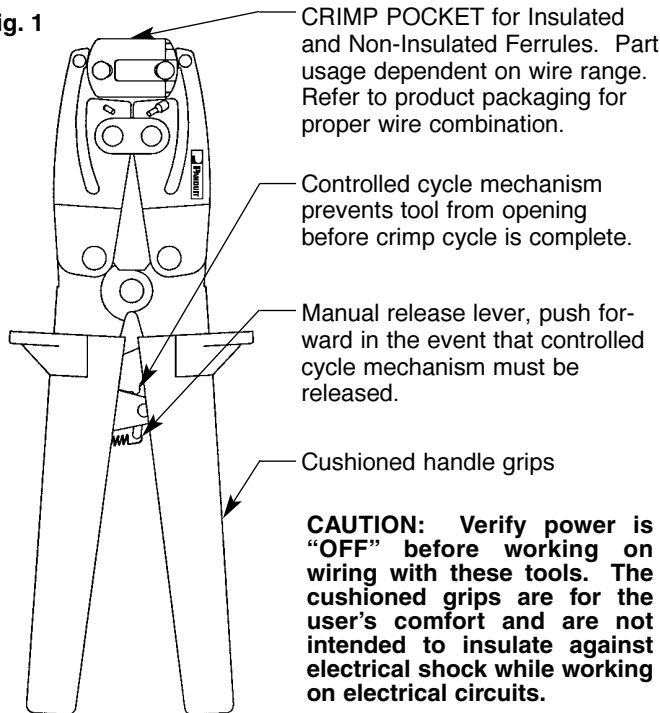 ig. 1
CRIMP POCKET for Insulated
and Non-Insulated Ferrules.  Part
usage dependent on wire range.
Refer to product packaging for
proper wire combination.
PANDUIT
Controlled cycle mechanism
prevents tool from opening
before crimp cycle is complete.
Manual release lever, push for-
ward in the event that controlled
cycle mechanism must be
released.
Cushioned handle grips
CAUTION:  Verify power is
“OFF” before working on
wiring with these tools.  The
cushioned grips are for the
user's comfort and are not
intended to insulate against
electrical shock while working
on electrical circuits.